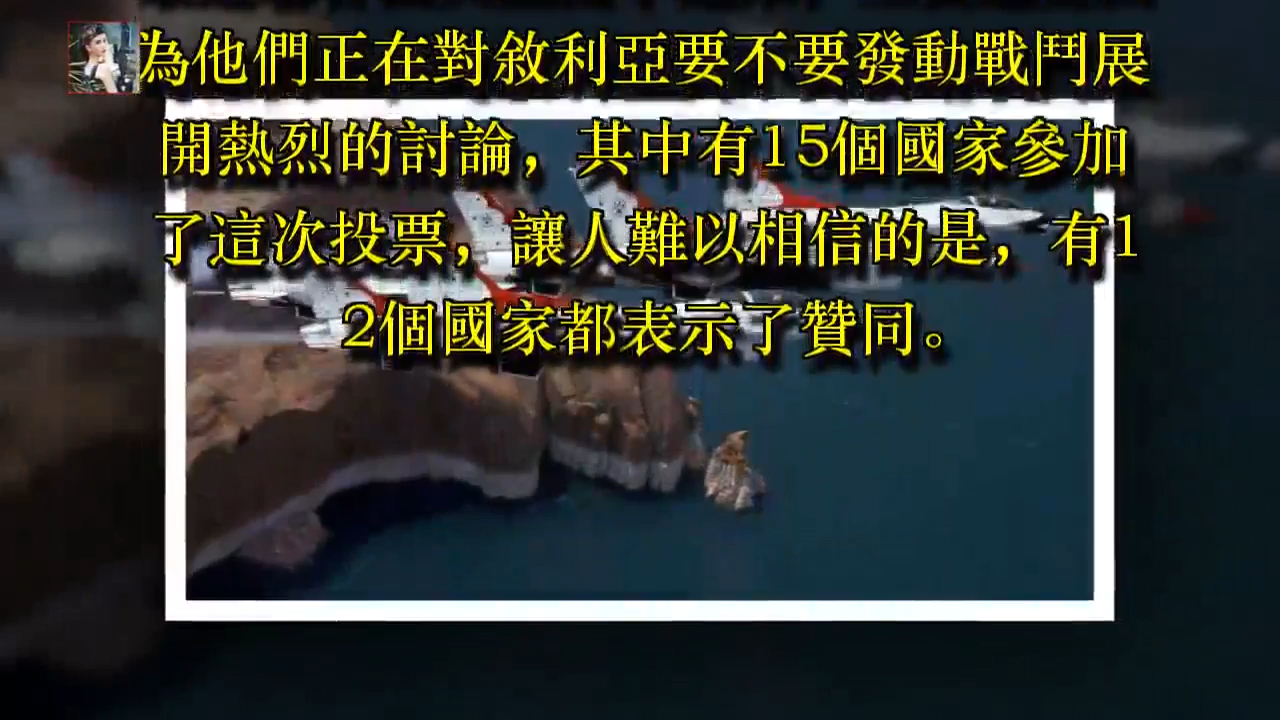 為他們正在對敘利亞要不要發動戰鬥展
開熱烈的討論，其中有15個國家參加
了這次投票，讓人難以相信的是，有1
2個國家都表示了贊同。